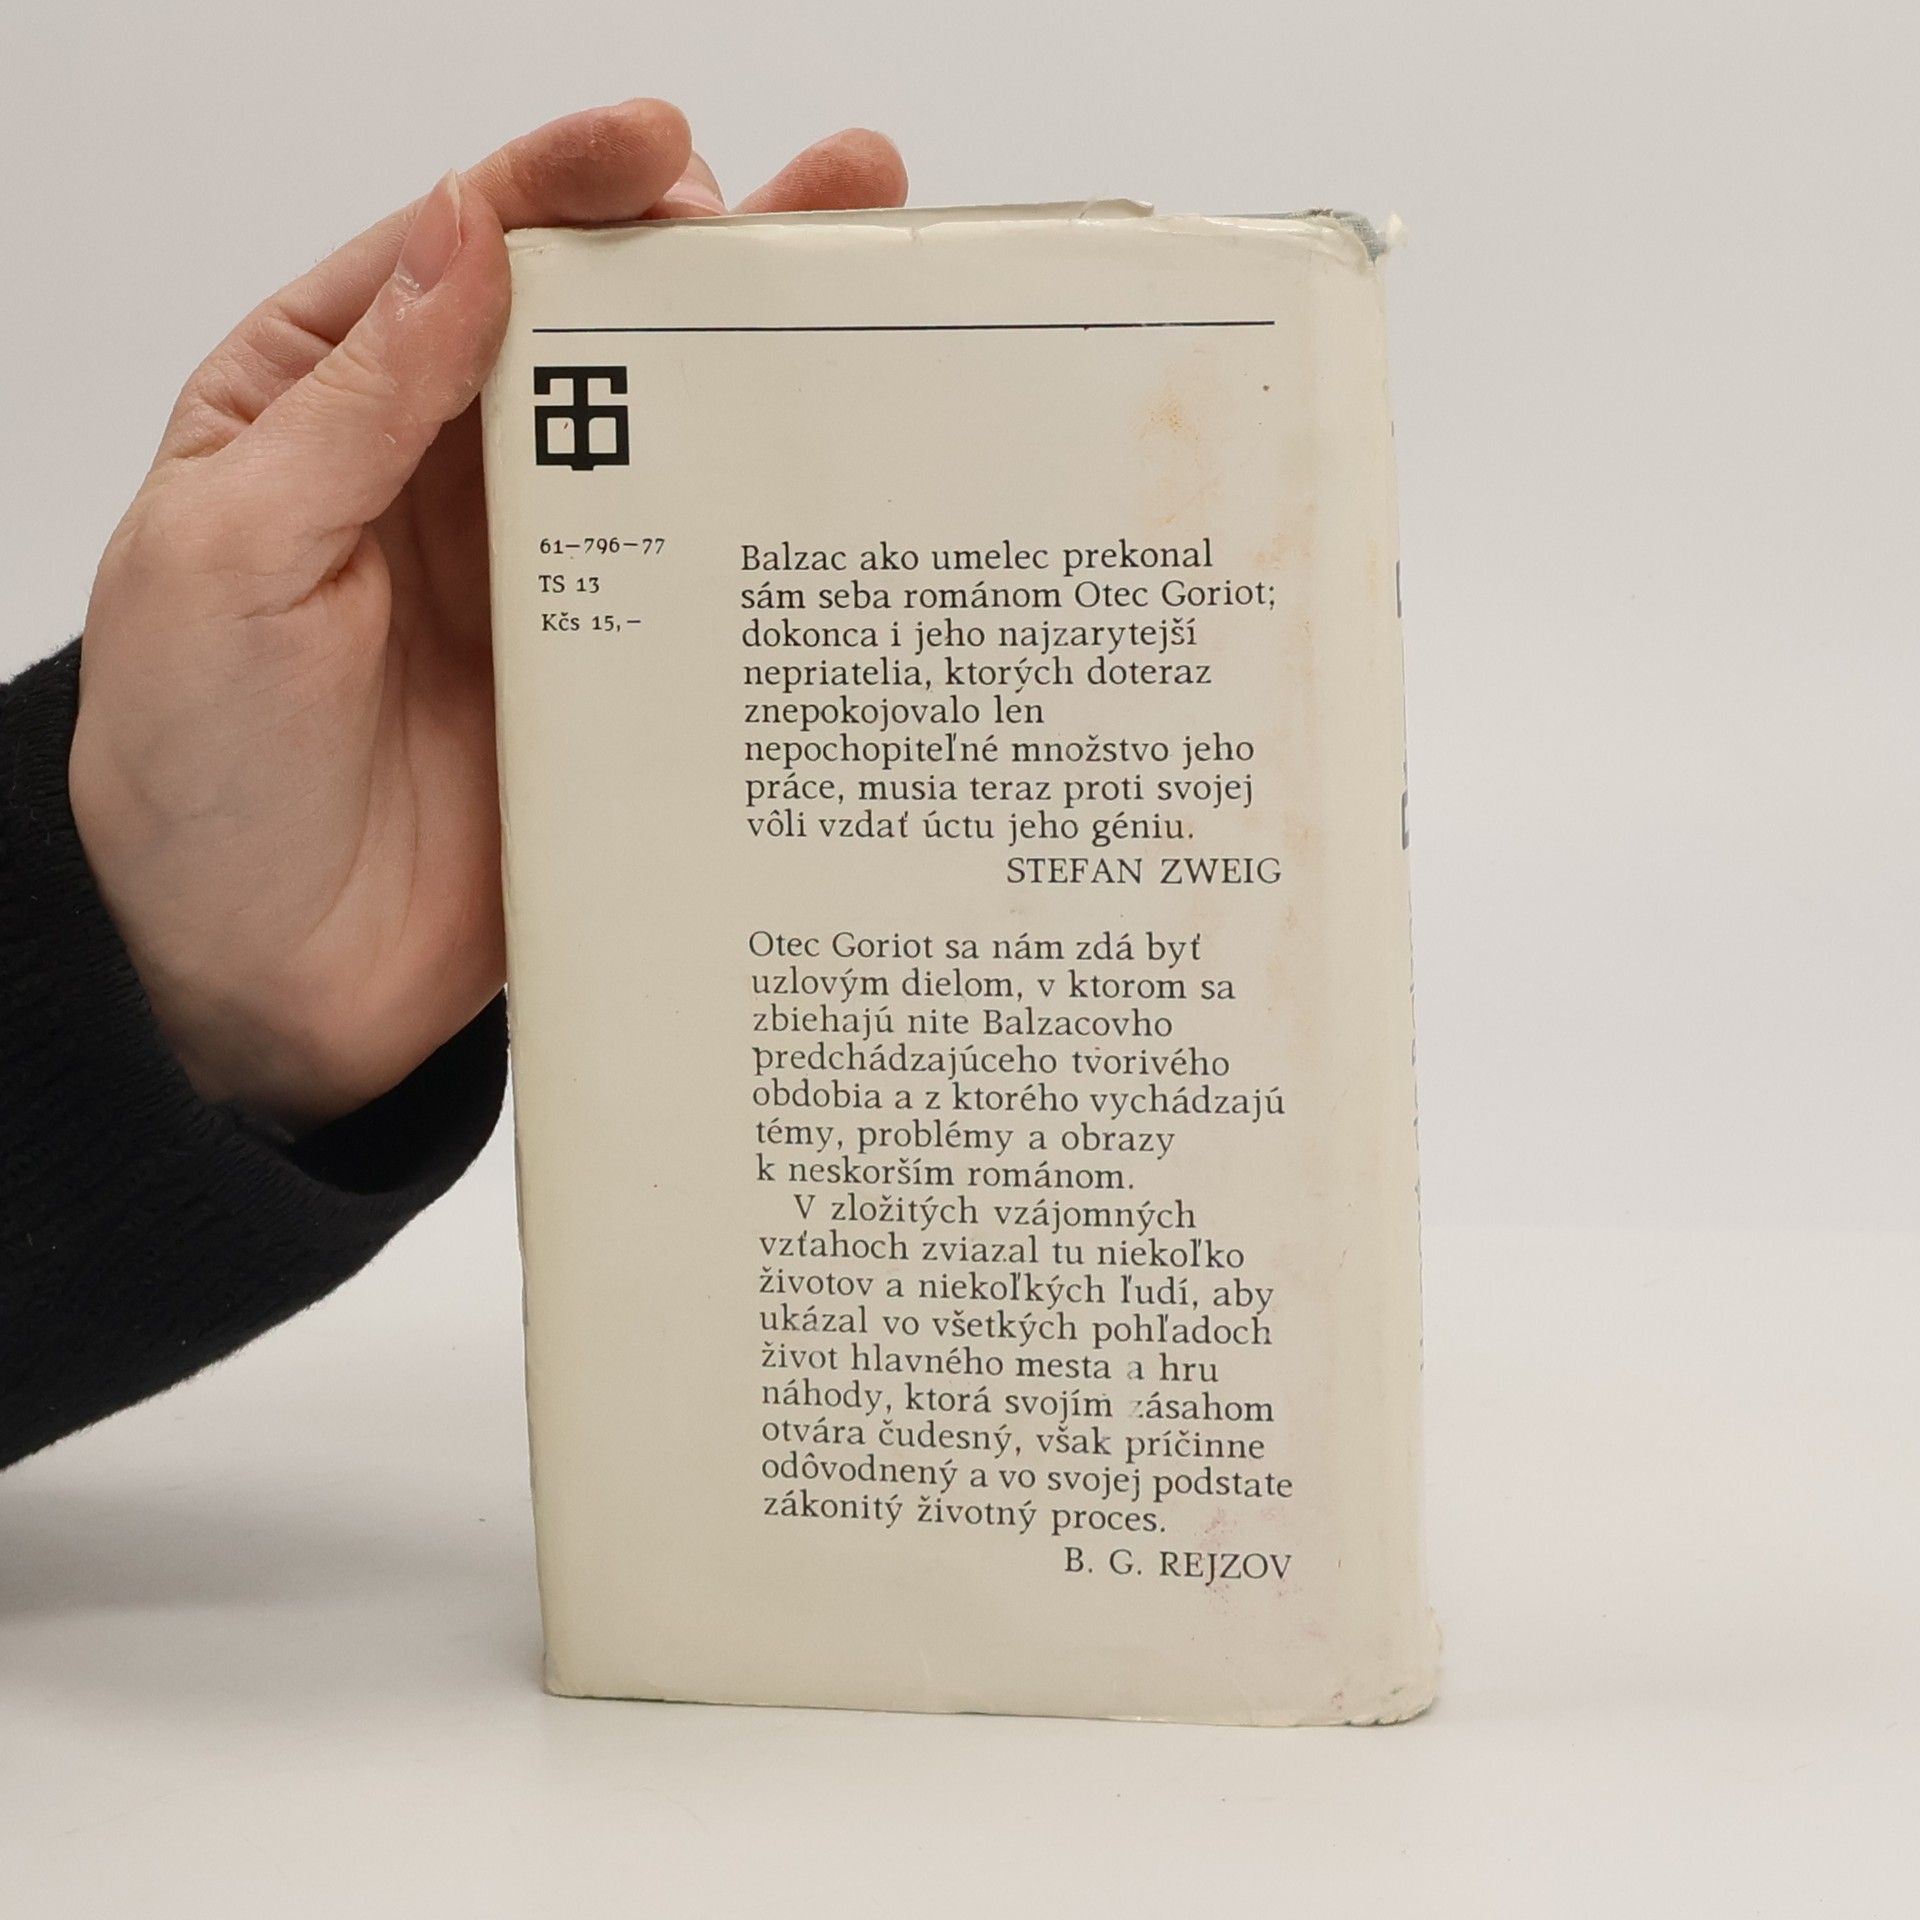 61–796–77
TS 13
Kčs 15,–
Balzac ako umelec prekonal
sám seba románom Otec Goriot;
dokonca i jeho najzarytejší
nepriatelia, ktorých doteraz
znepokojovalo len
nepochopiteľné množstvo jeho
práce, musia teraz proti svojej
vôli vzdať úctu jeho géniu.
STEFAN ZWEIG
Otec Goriot sa nám zdá byť
uzlovým dielom, v ktorom sa
zbiehajú nite Balzacovho
predchádzajúceho tvorivého
obdobia a z ktorého vychádzajú
témy, problémy a obrazy
k neskorším románom.
V zložitých vzájomných
vzťahoch zviazal tu niekoľko
životov a niekoľkých ľudí, aby
ukázal vo všetkých pohľadoch
život hlavného mesta a hru
náhody, ktorá svojím zásahom
otvára čudesný, však príčinne
odôvodnený a vo svojej podstate
zákonitý životný proces.
B. G. REJZOV